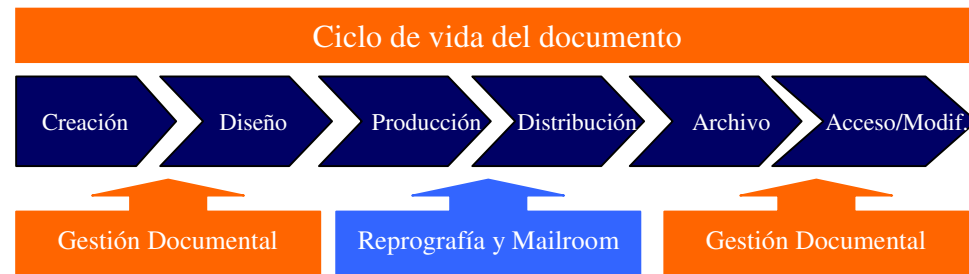 Ciclo de vida del documento
Creación Diseño Producción Distribución Archivo Acceso/Modif.
Gestión Documental Reprografía y Mailroom Gestión Documental